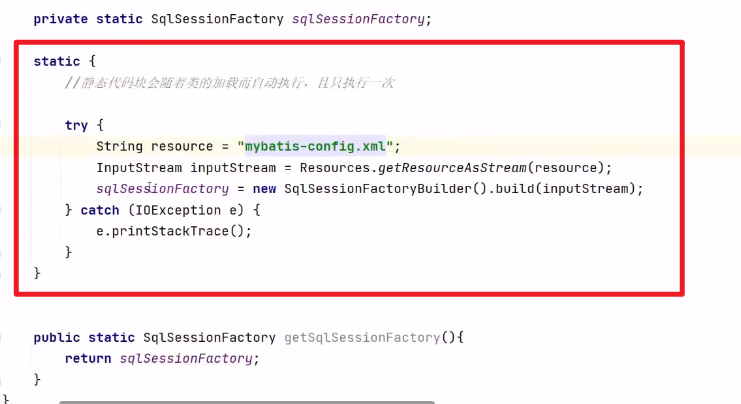 private static SqlSessionFactory sqlSessionFactory;
static {
//静态代码块会随着类的加载而自动执行，且只执行一次
try {
String resource = "mybatis-config.xml";
InputStream inputStream = Resources.getResourceAsStream(resource);
sqlSessionFactory = new SqlSessionFactoryBuilder().build(inputStream);
} catch (IOException e) {
e.printStackTrace();
}
}
public static SqlSessionFactory getSqlSessionFactory(){
return sqlSessionFactory;
}
}